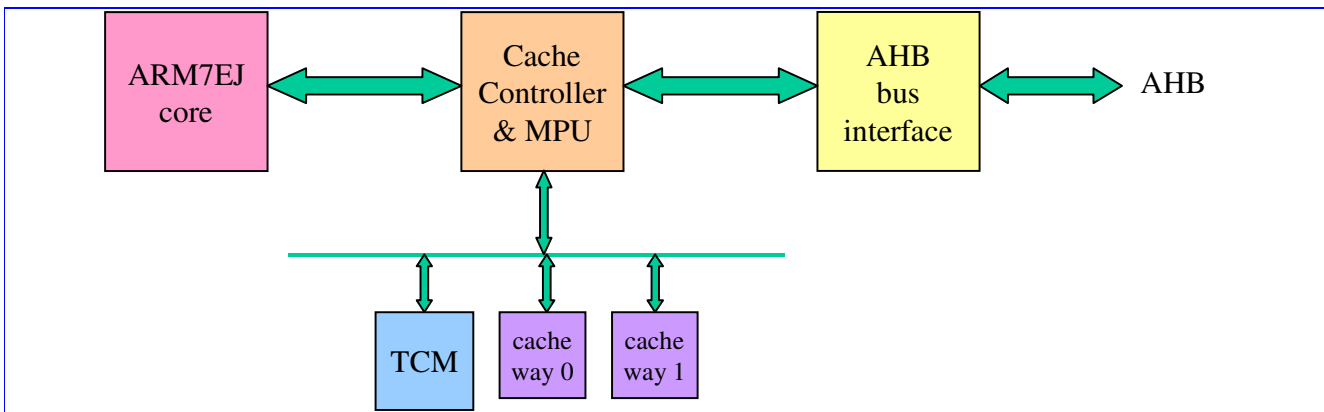 ARM7EJ
core
Cache
Controller
& MPU
AHB
bus
interface
AHB
TCM
cache
way 0
cache
way 1